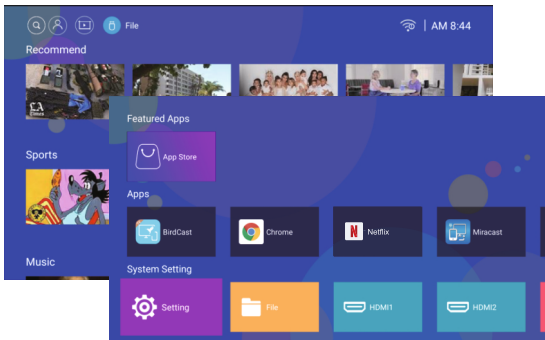 File
AM 8:44
Recommend
LA
Sports
Music
Featured Apps
App Store
Apps
BirdCast
Chrome
Netflix
Miracast
System Setting
Setting
File
HDMI1
HDMI2